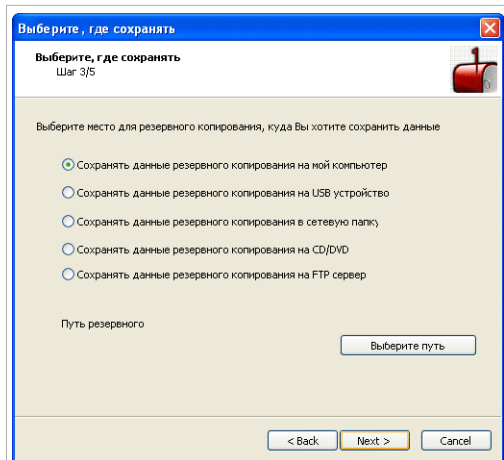 Выберите, где сохранять
Выберите, где сохранять
Шаг 3/5
Выберите место для резервного копирования, куда Вы хотите сохранить данные
Сохранять данные резервного копирования на мой компьютер
Сохранять данные резервного копирования на USB устройство
Сохранять данные резервного копирования в сетевую папку
Сохранять данные резервного копирования на CD/DVD
Сохранять данные резервного копирования на FTP сервер
Путь резервного
Выберите путь
< Back Next > Cancel